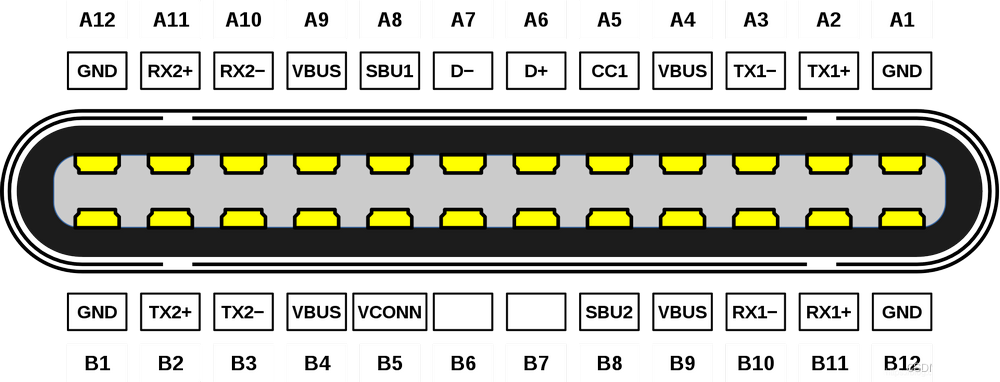 A12 A11 A10 A9 A8 A7 A6 A5 A4 A3 A2 A1
GND RX2+ RX2− VBUS SBU1 D− D+ CC1 VBUS TX1− TX1+ GND
GND TX2+ TX2− VBUS VCONN SBU2 VBUS RX1− RX1+ GND
B1 B2 B3 B4 B5 B6 B7 B8 B9 B10 B11 B12